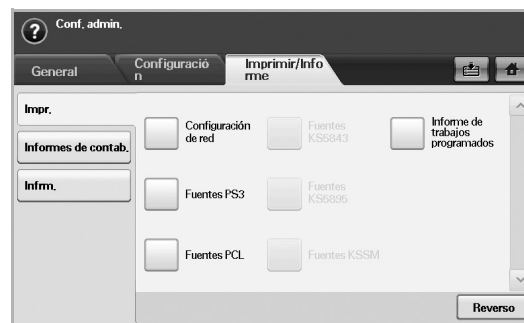 ? Conf. admin.
General
Configuració
n
Imprimir/Info
rme
Impr.
Informes de contab.
Infrm.
Configuración
de red
Fuentes
KS5843
Informe de
trabajos
programados
Fuentes PS3
Fuentes
KS5895
Fuentes PCL
Fuentes KSSM
Reverso